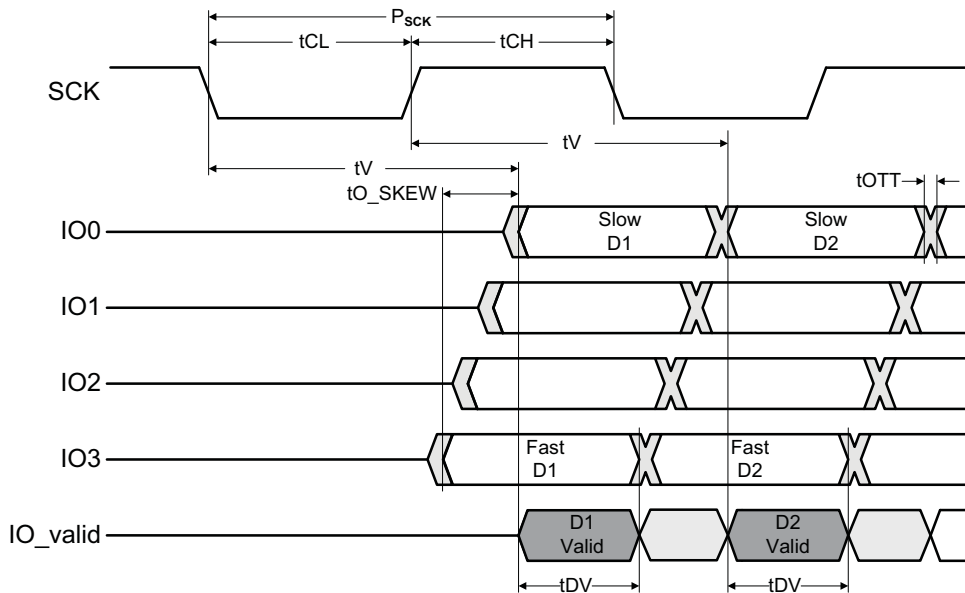 PSCK
tCL
tCH
SCK
tV
tV
tO_SKEW
tOTT
IO0
Slow
D1
Slow
D2
IO1
IO2
IO3
Fast
D1
Fast
D2
IO_valid
D1
Valid
D2
Valid
tDV
tDV